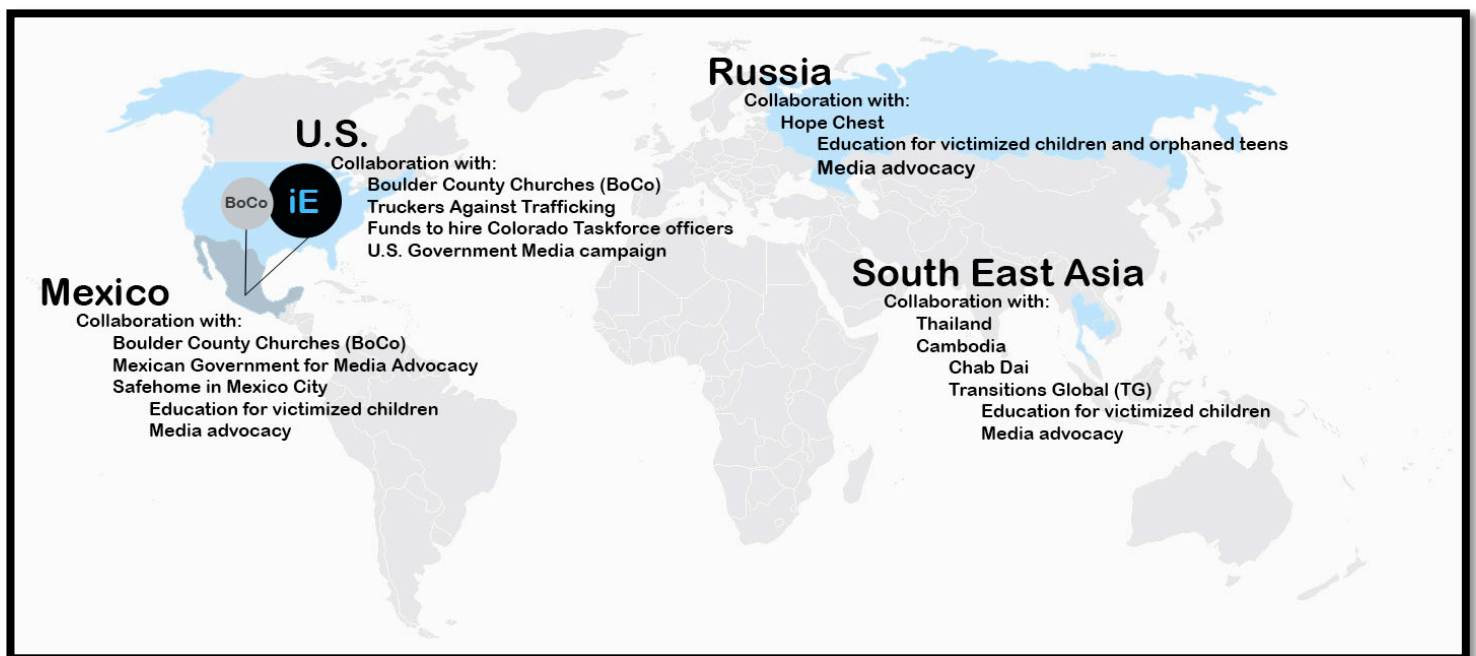 U.S.
Collaboration with:
Boulder County Churches (BoCo)
Truckers Against Trafficking
Funds to hire Colorado Taskforce officers
U.S. Government Media campaign
BoCo
iE
Mexico
Collaboration with:
Boulder County Churches (BoCo)
Mexican Government for Media Advocacy
Safehome in Mexico City
Education for victimized children
Media advocacy
Russia
Collaboration with:
Hope Chest
Education for victimized children and orphaned teens
Media advocacy
South East Asia
Collaboration with:
Thailand
Cambodia
Chab Dai
Transitions Global (TG)
Education for victimized children
Media advocacy